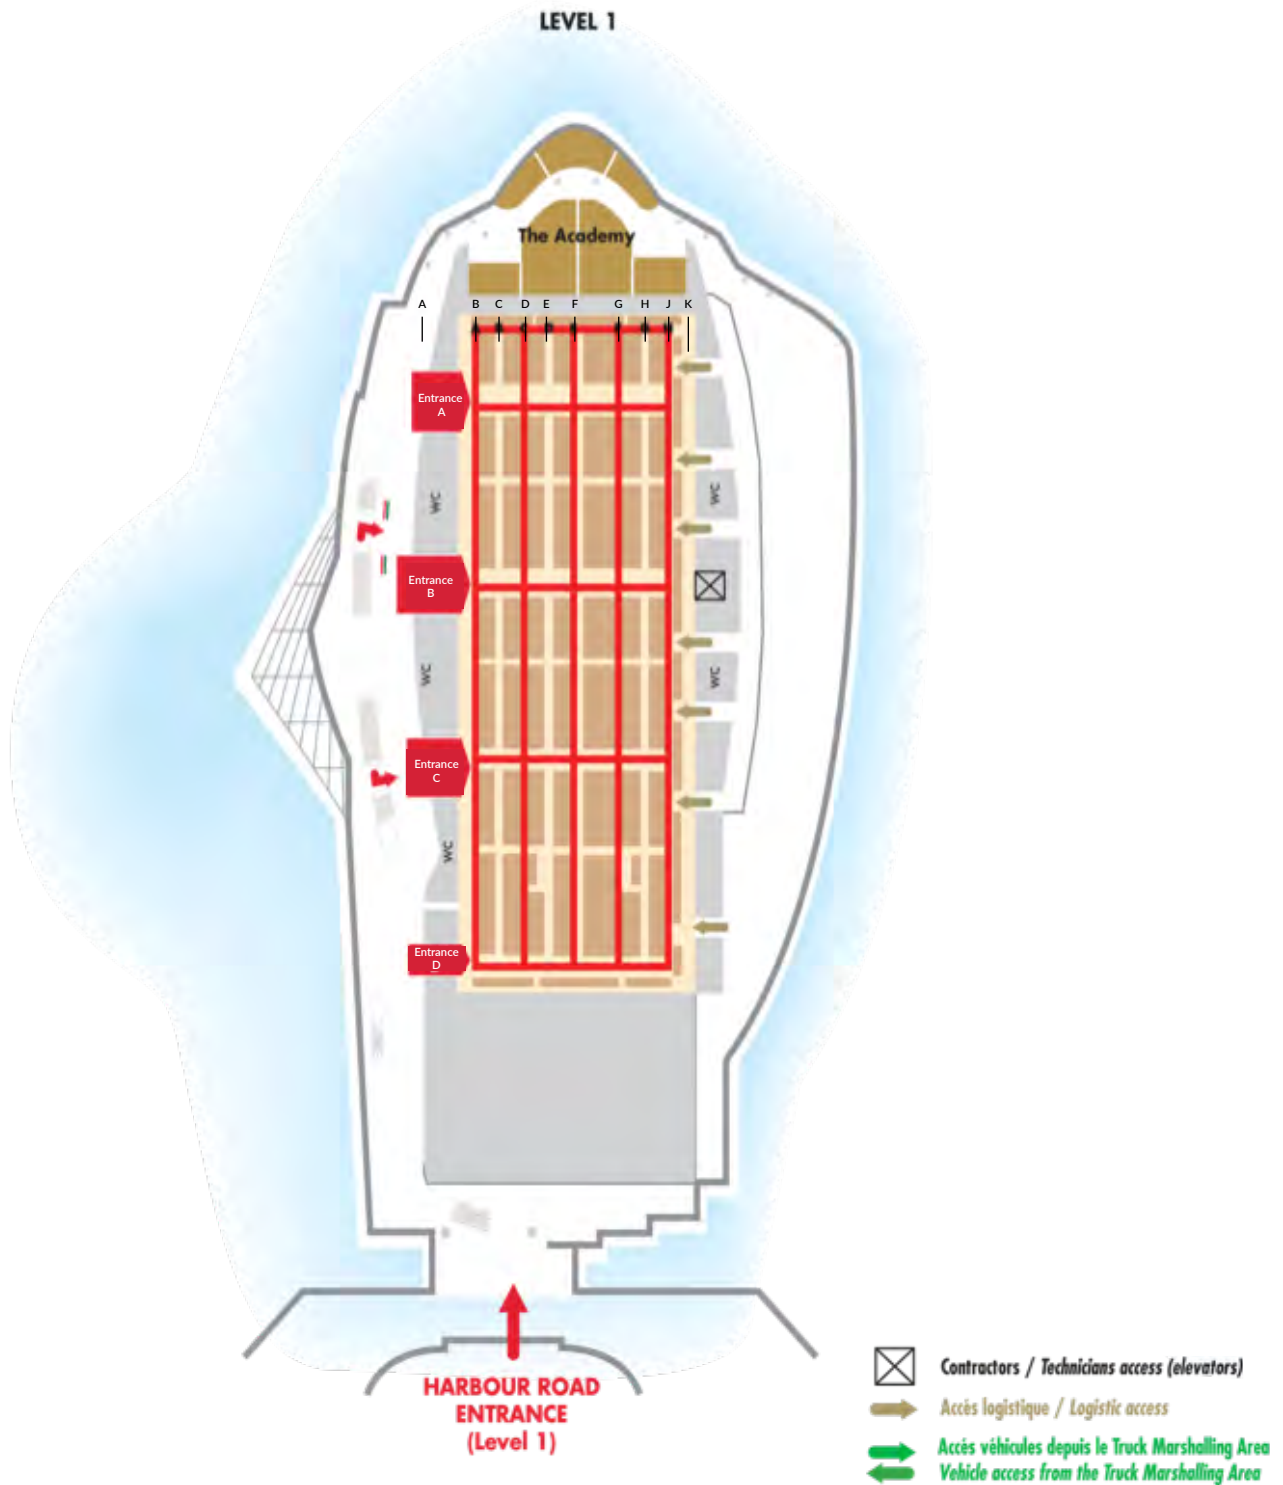 LEVEL 1
The Academy
A B C D E F G H J K
Entrance
A
WC
WC
Entrance
B
WC
WC
Entrance
C
WC
Entrance
D
HARBOUR ROAD
ENTRANCE
(Level 1)
Contractors / Technicians access (elevators)
Accès logistique / Logistic access
Accés véhicules depuis le Truck Marshalling Area
Vehicle access from the Truck Marshalling Area